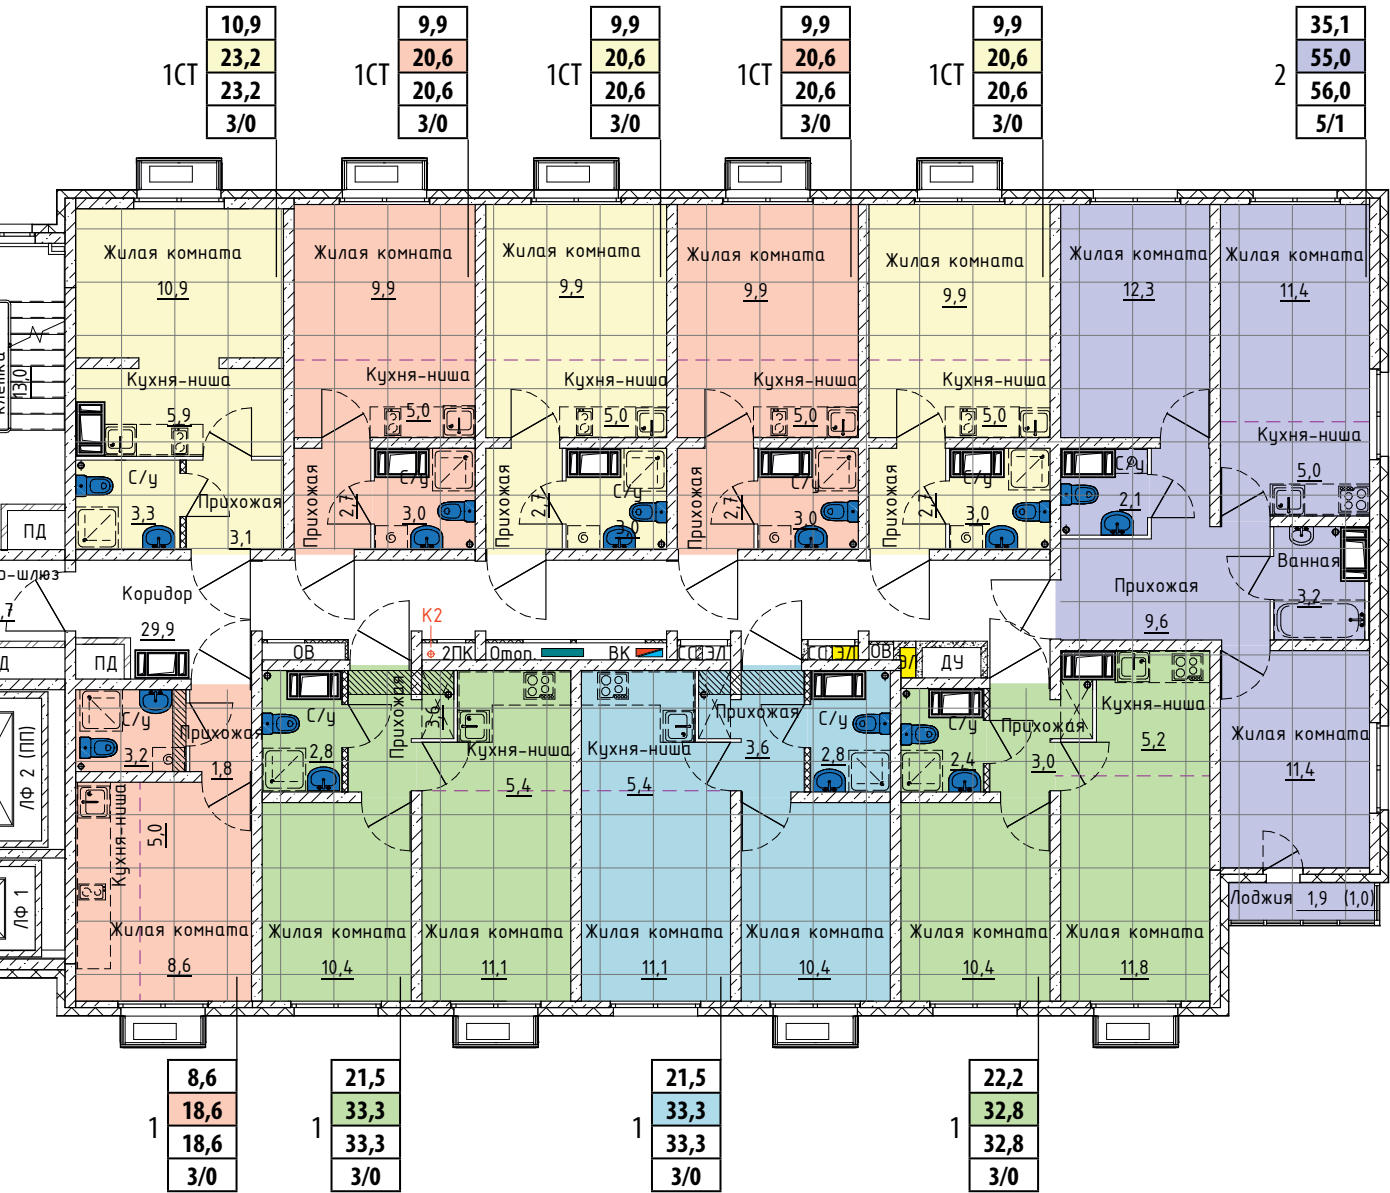 10,9
23,2
23,2
3/0
1СТ
9,9
20,6
20,6
3/0
1СТ
9,9
20,6
20,6
3/0
1СТ
9,9
20,6
20,6
3/0
1СТ
9,9
20,6
20,6
3/0
1СТ
35,1
55,0
56,0
5/1
2
Жилая комната
10,9
Жилая комната
9,9
Жилая комната
9,9
Жилая комната
9,9
Жилая комната
9,9
Жилая комната
12,3
Жилая комната
11,4
13,0
Кухня-ниша
5,9
Кухня-ниша
5,0
Кухня-ниша
5,0
Кухня-ниша
5,0
Кухня-ниша
5,0
Кухня-ниша
5,0
С/у
3,3
Прихожая
3,1
Прихожая
2,7
С/у
3,0
Прихожая
2,7
С/у
3,0
Прихожая
2,7
С/у
3,0
Прихожая
2,7
С/у
3,0
С/у
2,1
Прихожая
9,6
Ванная
3,2
ПД
о-шлюз
,7
Коридор
29,9
К2
Д
ПД
ОВ
2ПК
Отоп
ВК
СС
ЭЛ
СС
ЭЛ
ОВ
ЭЛ
ДУ
С/у
3,2
Прихожая
1,8
С/у
2,8
Прихожая
3,6
Кухня-ниша
5,4
Кухня-ниша
5,4
Прихожая
3,6
С/у
2,8
С/у
2,4
Прихожая
3,0
Кухня-ниша
5,2
Жилая комната
11,4
ЛФ 2 (ПП)
ЛФ 1
Кухня-ниша
5,0
Жилая комната
8,6
Жилая комната
10,4
Жилая комната
11,1
Жилая комната
11,1
Жилая комната
10,4
Жилая комната
10,4
Жилая комната
11,8
Лоджия 1,9 (1,0)
8,6
18,6
18,6
3/0
1
21,5
33,3
33,3
3/0
1
21,5
33,3
33,3
3/0
1
22,2
32,8
32,8
3/0
1